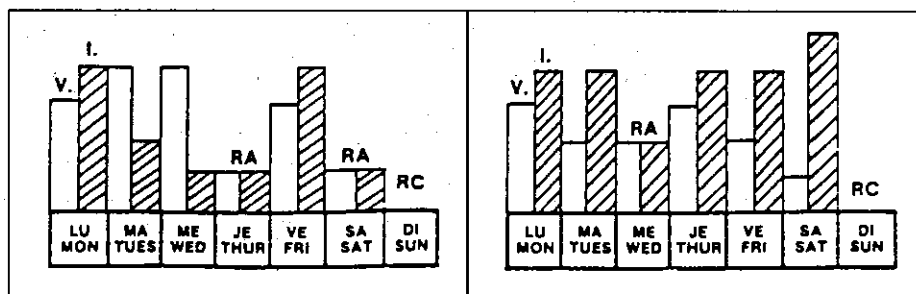 V. I. RA RA RC
LU MA ME JE VE SA DI
MON TUES WED THUR FRI SAT SUN
V. I. RA RC
LU MA ME JE VE SA DI
MON TUES WED THUR FRI SAT SUN